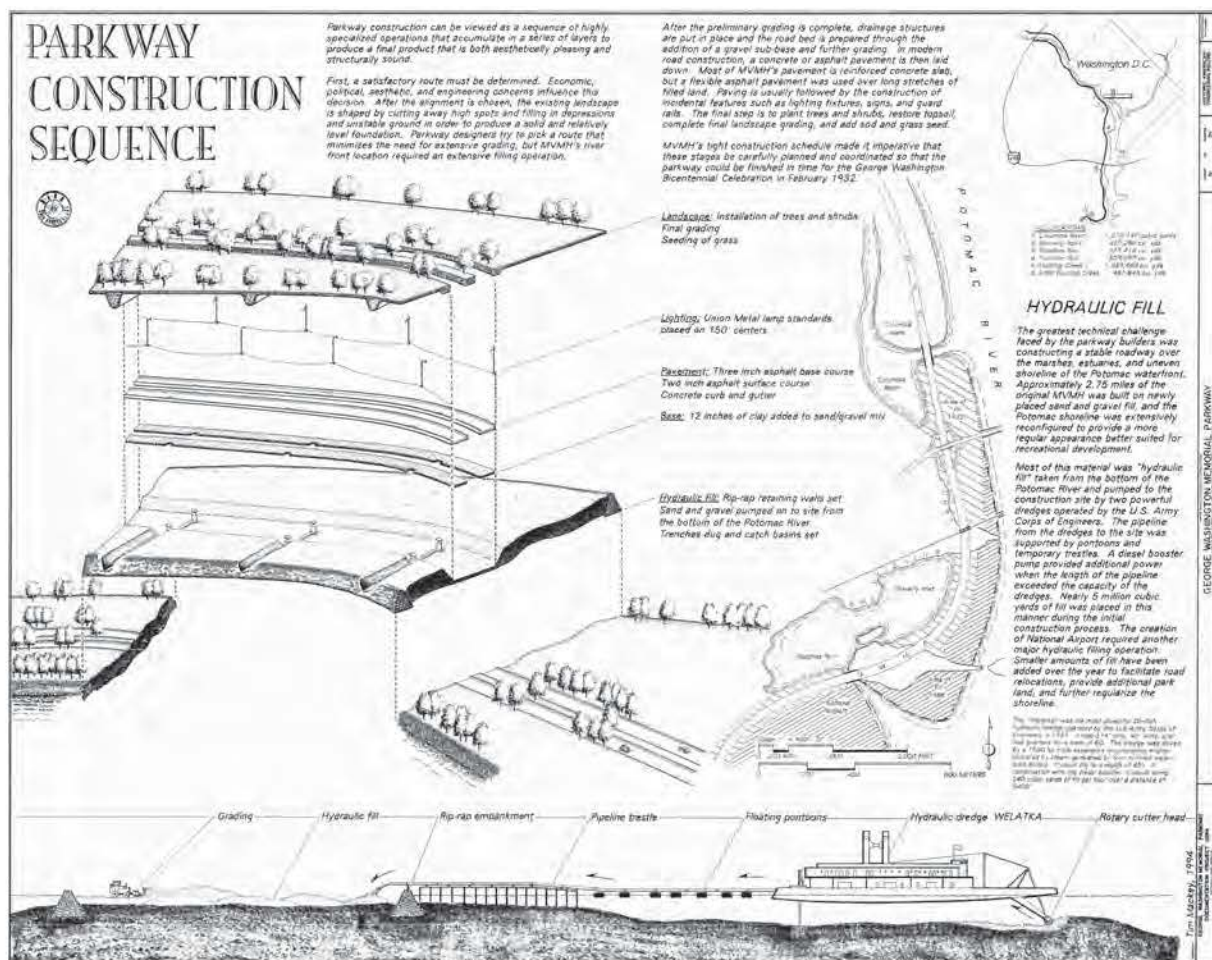 PARKWAY
CONSTRUCTION
SEQUENCE
Parkway construction can be viewed as a sequence of highly
specialized operations that accumulate in a series of layers to
produce a final product that is both aesthetically pleasing and
structurally sound.
First, a satisfactory route must be determined. Economic,
political, aesthetic, and engineering concerns influence this
decision. After the alignment is chosen, the existing landscape
is shaped by cutting away high spots and filling in depressions
and unstable ground in order to produce a solid and relatively
level foundation. Parkway designers try to pick a route that
minimizes the need for extensive grading, but MVMH's river
front location required an extensive filling operation.
After the preliminary grading is complete, drainage structures
are put in place and the road bed is prepared through the
addition of a gravel sub-base and further grading. In modern
road construction, a concrete or asphalt pavement is then laid
down. Most of MVMH's pavement is reinforced concrete slab,
but a flexible asphalt pavement was used over long stretches of
filled land. Paving is usually followed by the construction of
incidental features such as lighting fixtures, signs, and guard
rails. The final step is to plant trees and shrubs, restore topsoil,
complete final landscape grading, and add sod and grass seed.
MVMH's tight construction schedule made it imperative that
these stages be carefully planned and coordinated so that the
parkway could be finished in time for the George Washington
Bicentennial Celebration in February 1932.
Landscape: Installation of trees and shrubs
Final grading
Seeding of grass
Lighting: Union Metal lamp standards
placed on 150' centers
Pavement: Three inch asphalt base course
Two inch asphalt surface course
Concrete curb and gutter
Base: 12 inches of clay added to sand/gravel mix
Hydraulic fill: Rip-rap retaining walls set
Sand and gravel pumped on to site from
the bottom of the Potomac River
Trenches dug and catch basins set
POTOMAC RIVER
Washington D.C.
HYDRAULIC FILL
The greatest technical challenge
faced by the parkway builders was
constructing a stable roadway over
the marshes, estuaries, and uneven
shoreline of the Potomac waterfront.
Approximately 2.75 miles of the
original MVMH was built on newly
placed sand and gravel fill, and the
Potomac shoreline was extensively
reconfigured to provide a more
regular appearance better suited for
recreational development.
Most of this material was "hydraulic
fill" taken from the bottom of the
Potomac River and pumped to the
construction site by two powerful
dredges operated by the U.S. Army
Corps of Engineers. The pipeline
from the dredges to the site was
supported by pontoons and
temporary trestles. A diesel booster
pump provided additional power
when the length of the pipeline
exceeded the capacity of the
dredges. Nearly 5 million cubic
yards of fill was placed in this
manner during the initial
construction process. The creation
of National Airport required another
major hydraulic filling operation.
Smaller amounts of fill have been
added over the year to facilitate road
relocations, provide additional park
land, and further regularize the
shoreline.
Grading
Hydraulic fill
Rip-rap embankment
Pipeline trestle
Floating pontoons
Hydraulic dredge WELATKA
Rotary cutter head
Tim Mackey, 1994
GEORGE WASHINGTON MEMORIAL PARKWAY